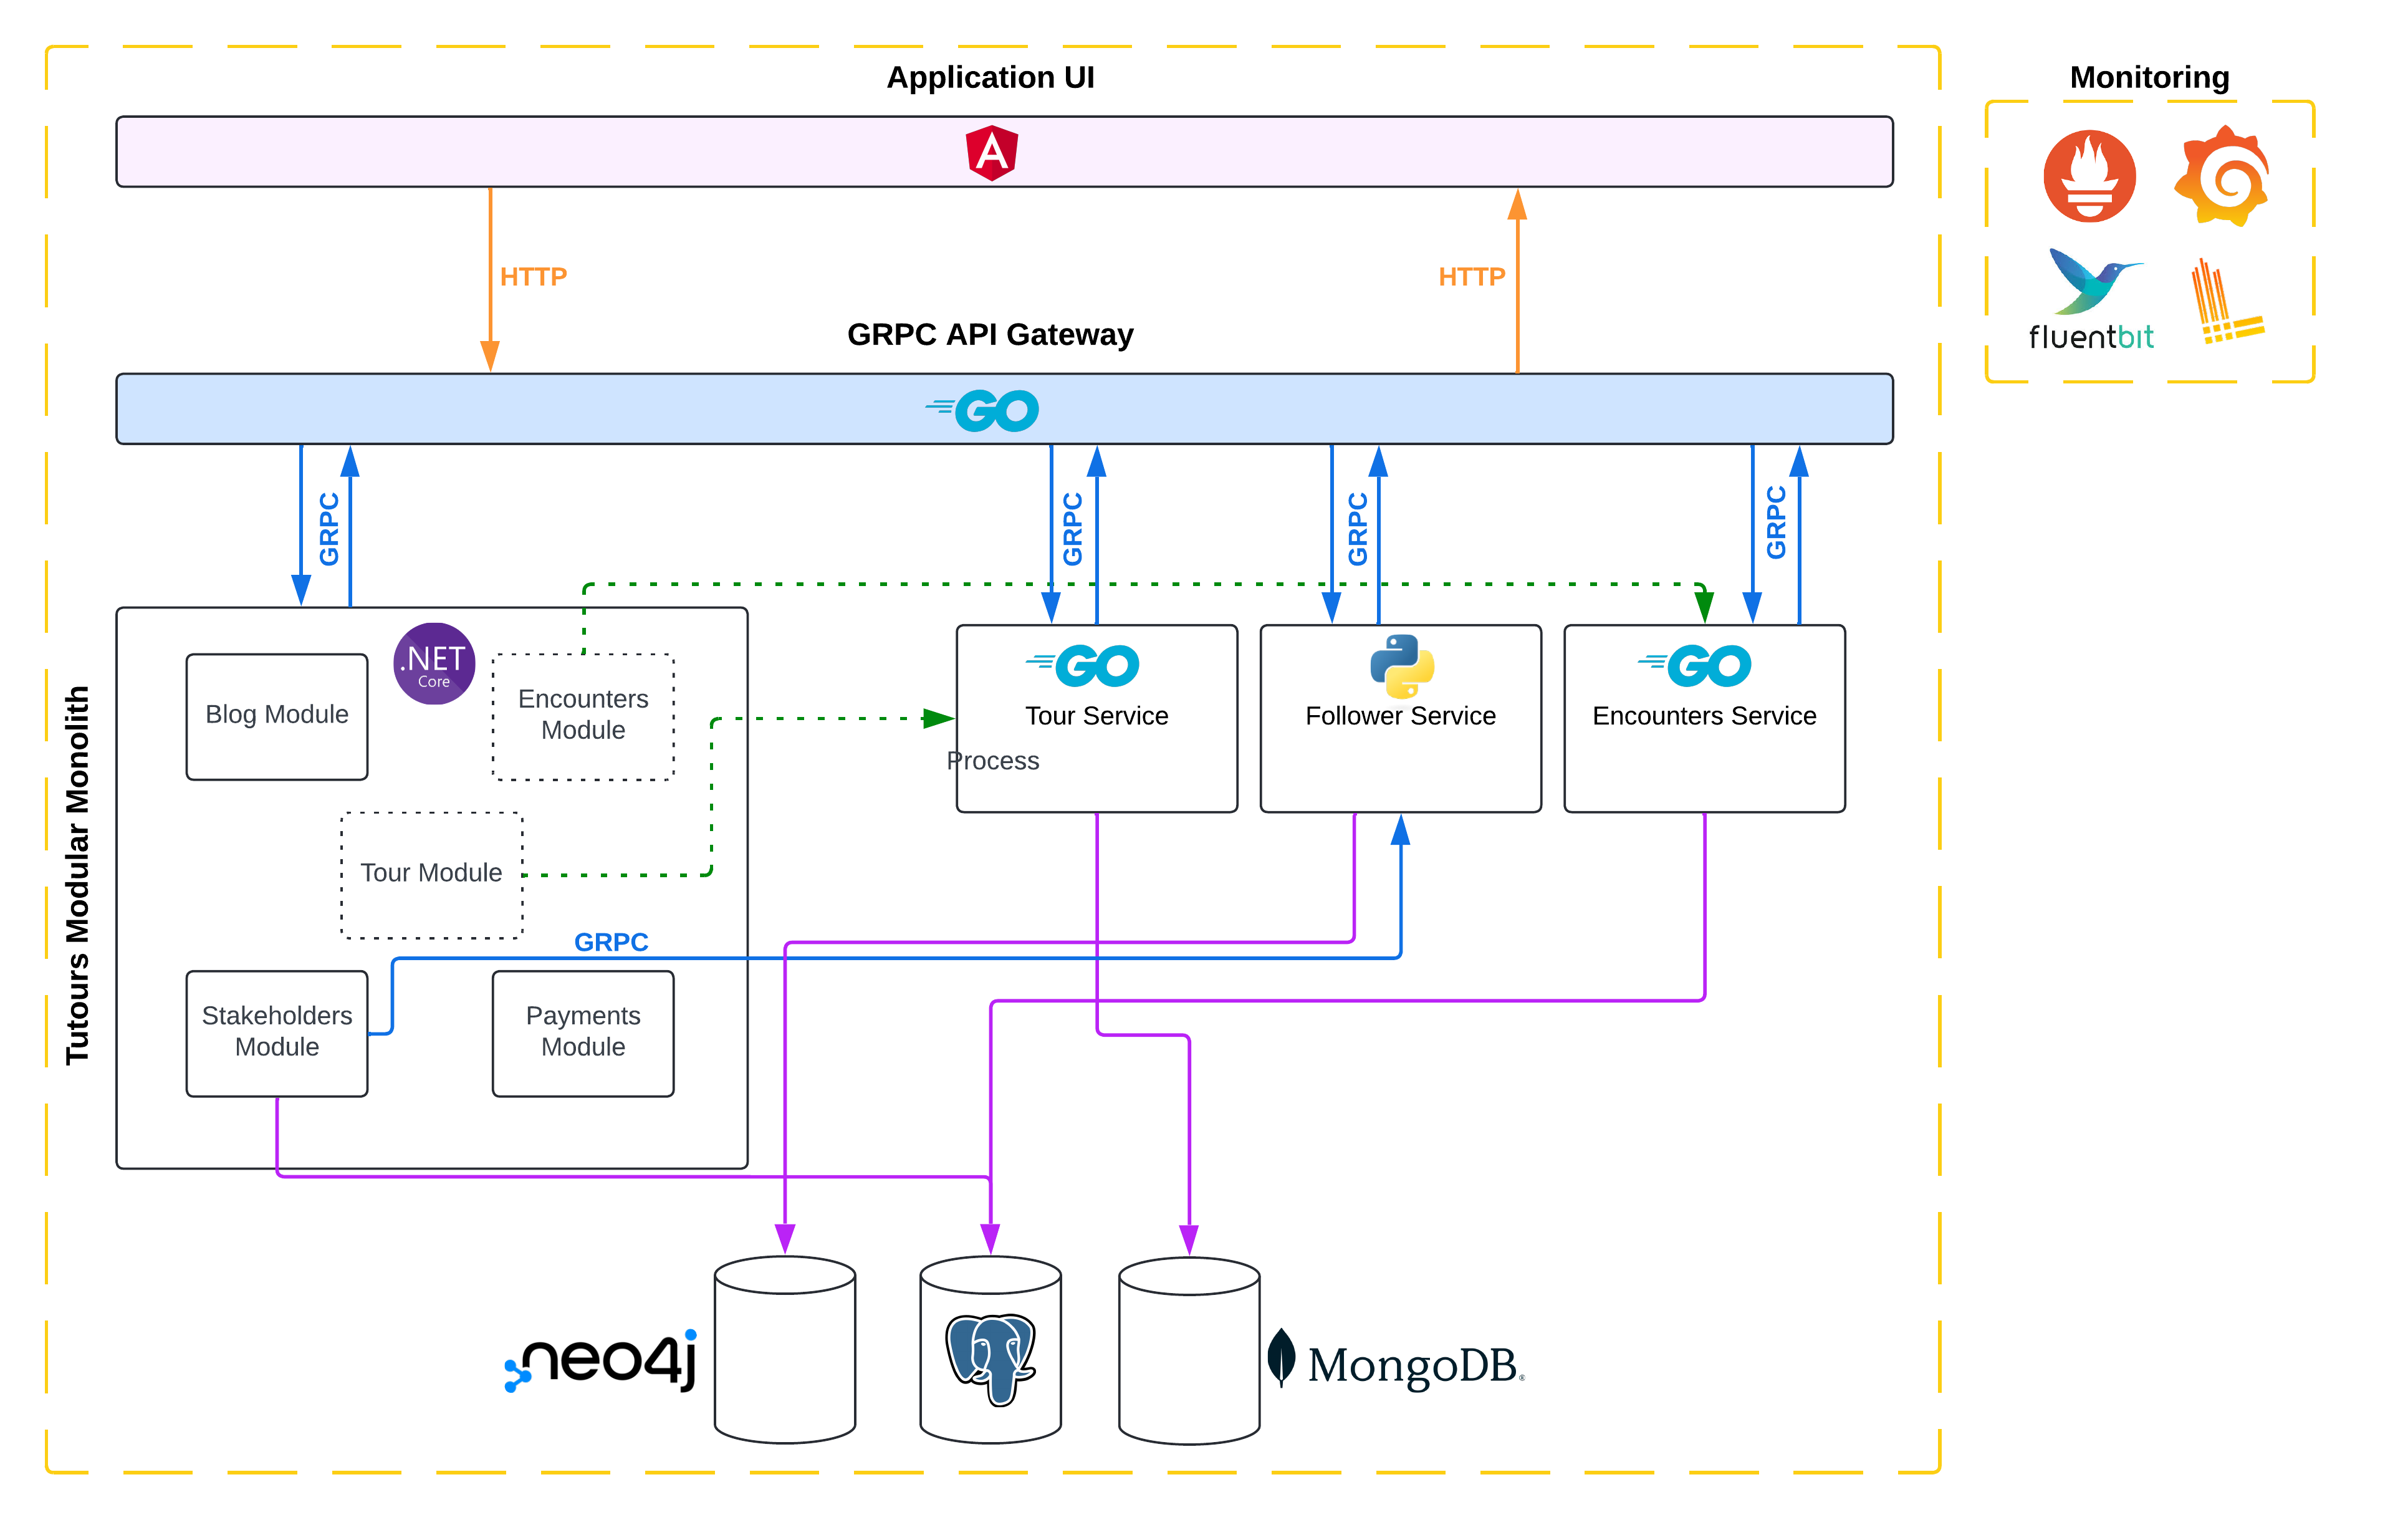 Application UI
Monitoring
HTTP
HTTP
fluentbit
GRPC API Gateway
GO
GRPC
GRPC
GRPC
GRPC
Tutours Modular Monolith
.NET
Core
Blog Module
Encounters
Module
Tour Module
GRPC
Stakeholders
Module
Payments
Module
GO
Tour Service
Process
Follower Service
GO
Encounters Service
neo4j
MongoDB®